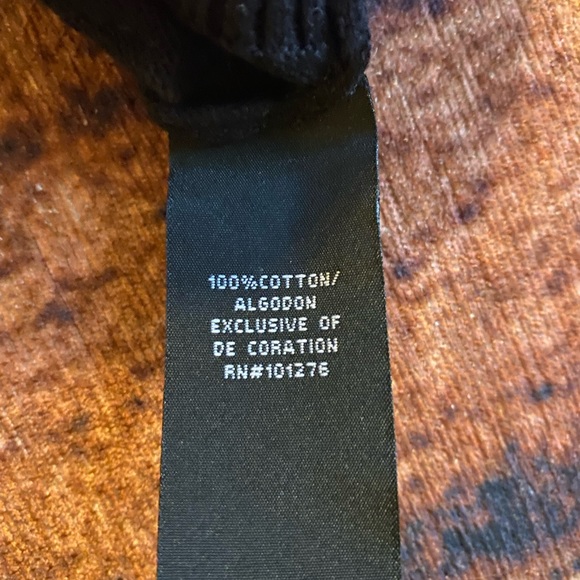 100%COTTON/
ALGODON
EXCLUSIVE OF
DE CORATION
RN#101276